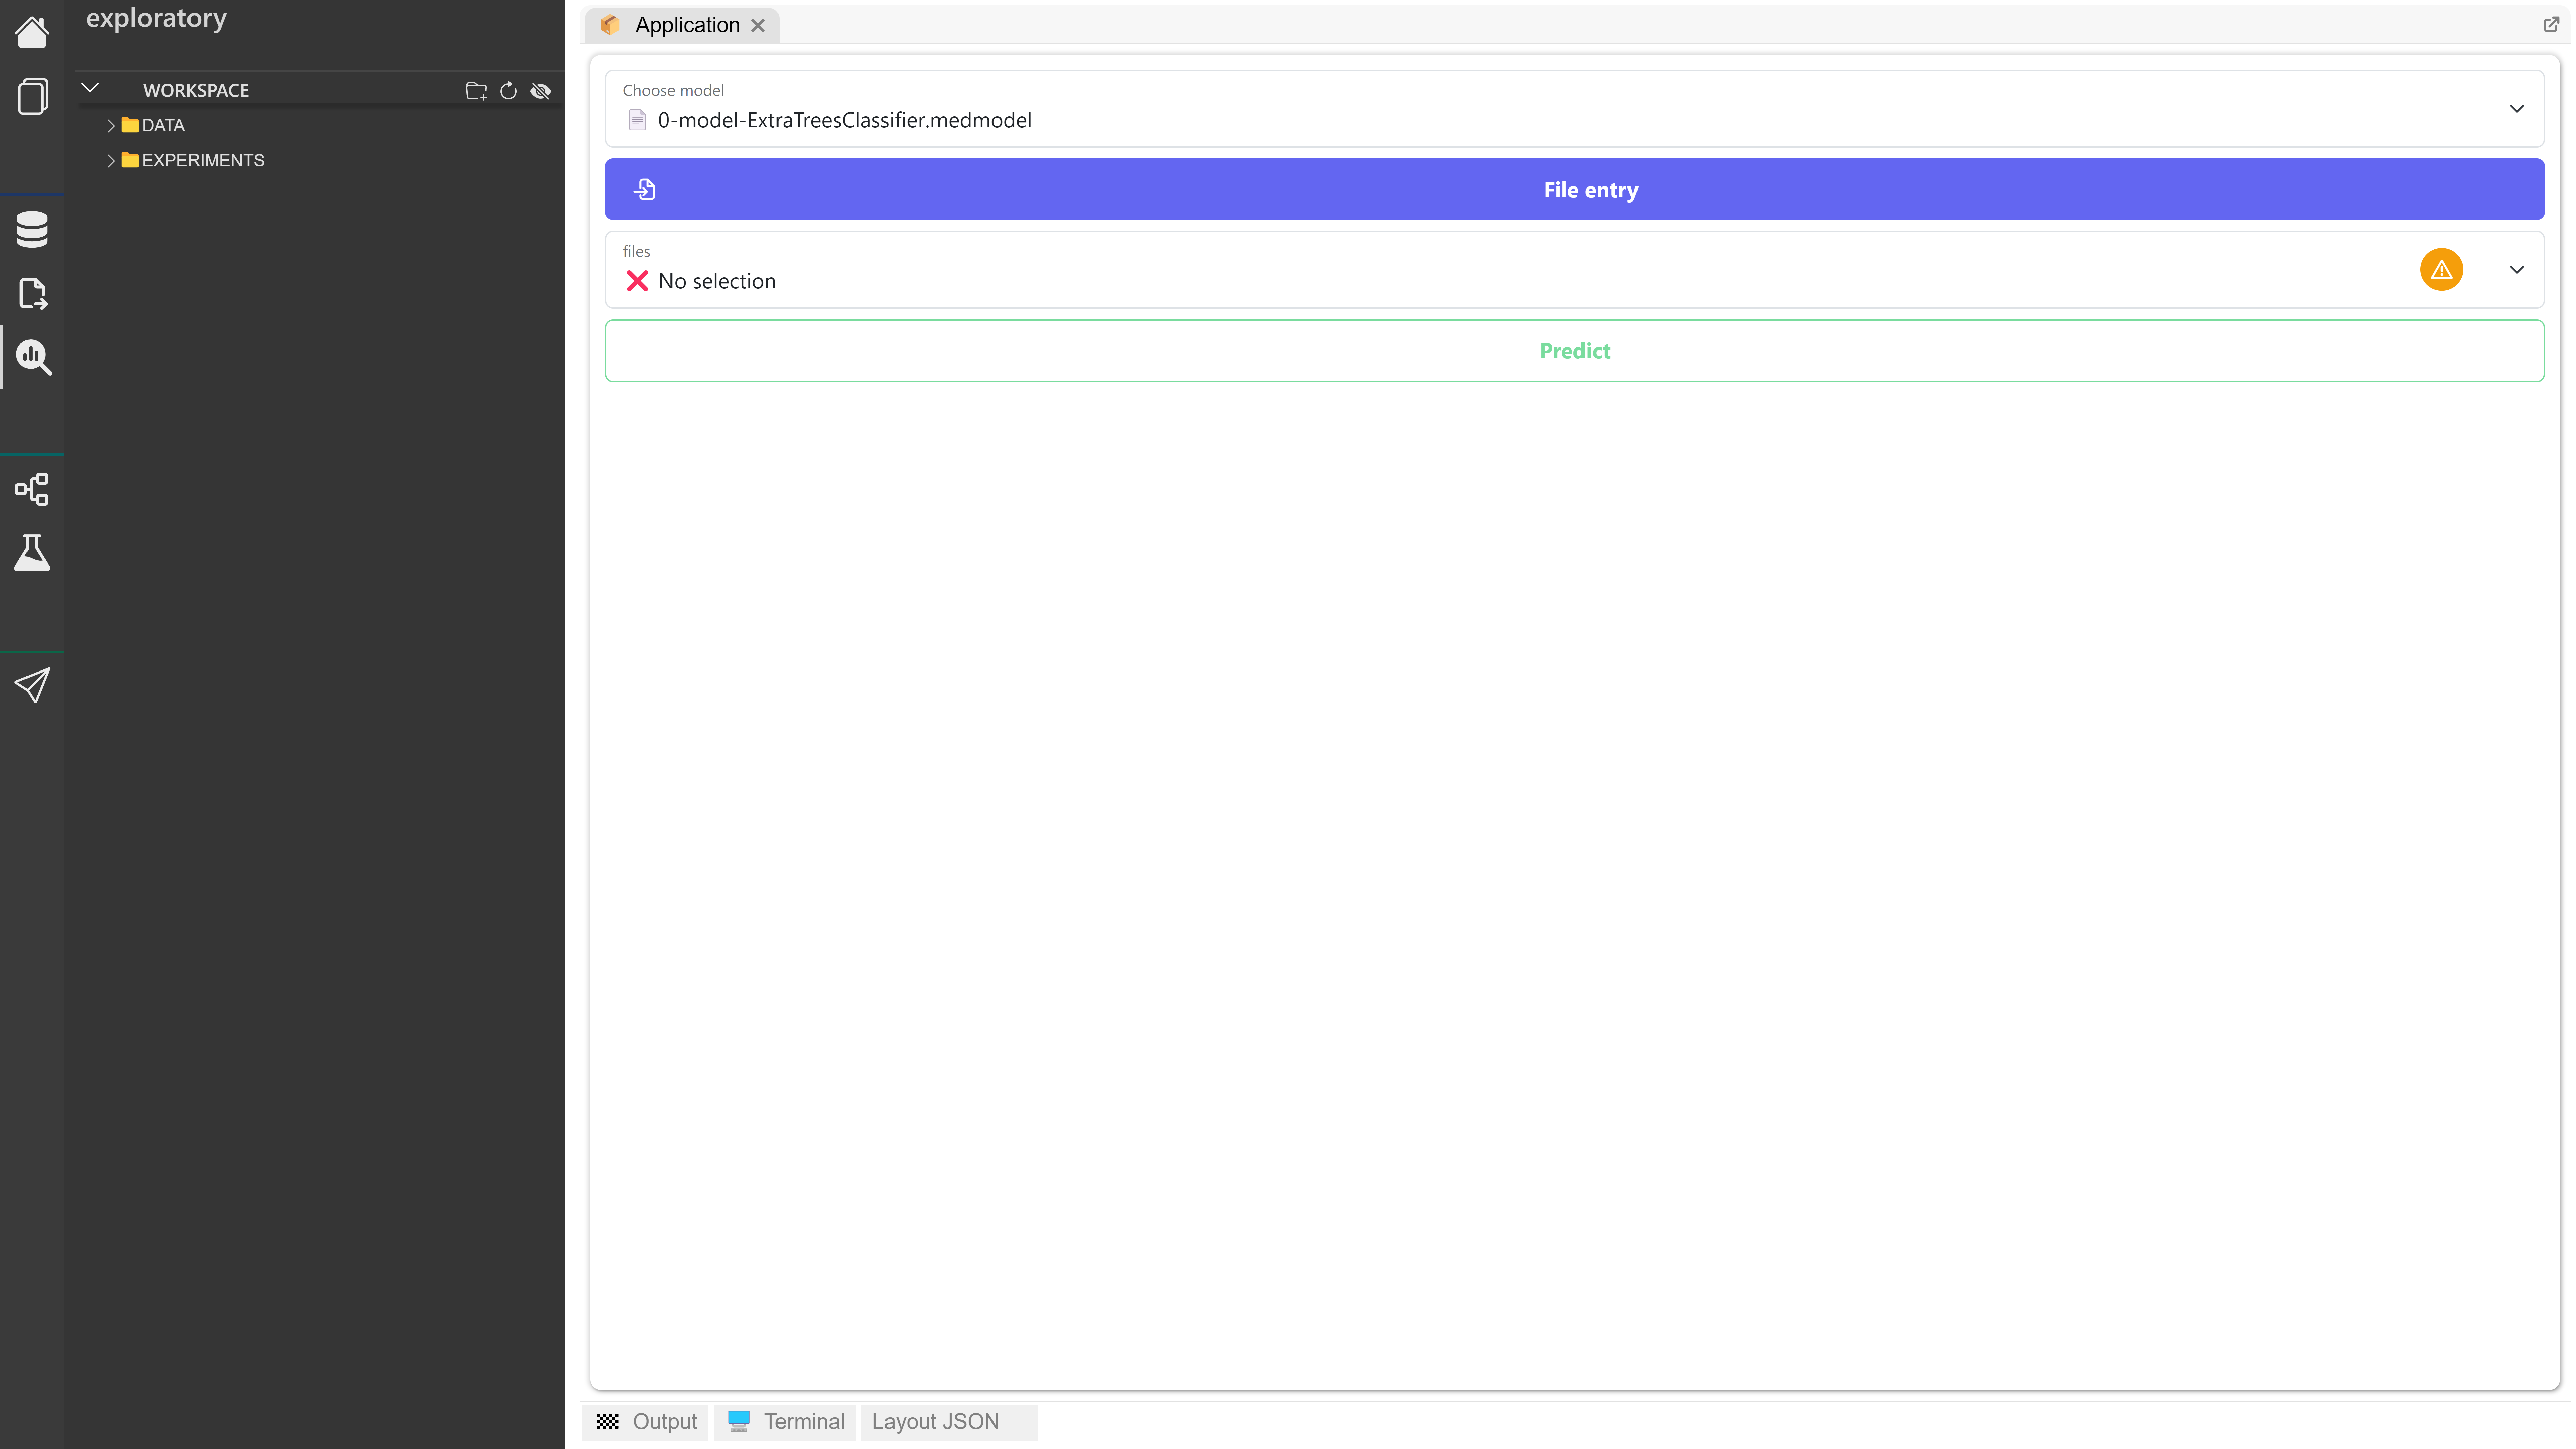 exploratory
WORKSPACE
DATA
EXPERIMENTS
Application
Choose model
0-model-ExtraTreesClassifier.medmodel
File entry
files
No selection
Predict
Output
Terminal
Layout JSON